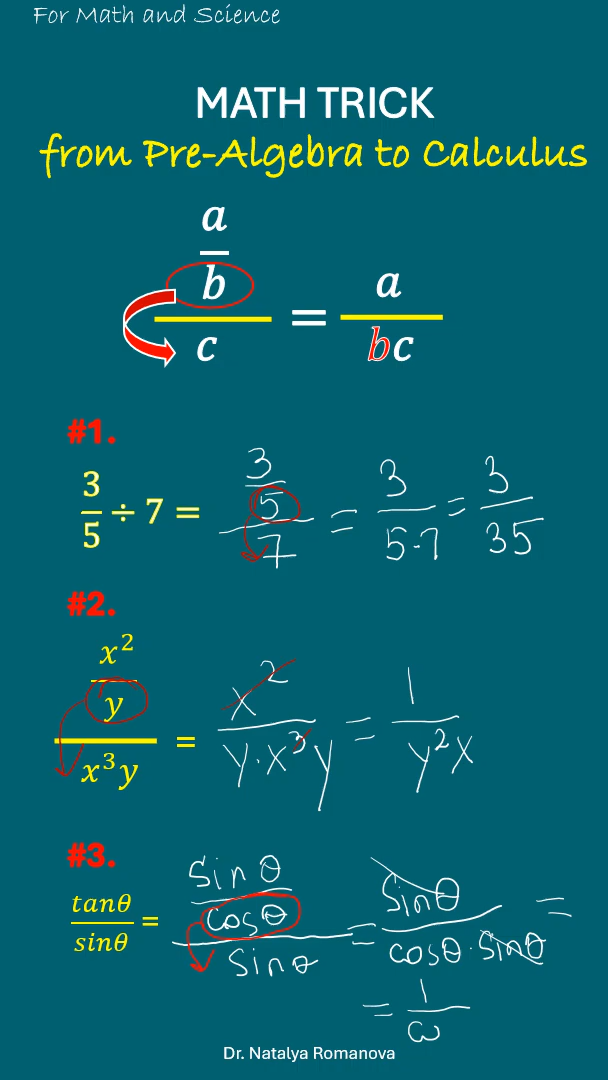 For Math and Science
MATH TRICK
from Pre-Algebra to Calculus
a/b / c = a / bc
#1.
3/5 ÷ 7 = 3/5 / 7 = 3 / 5·7 = 3 / 35
#2.
x²/y / x³y = x² / y·x³y = 1 / y²x
#3.
tanθ / sinθ = sinθ/cosθ / sinθ = sinθ / cosθ·sinθ =
= 1 /
Dr. Natalya Romanova